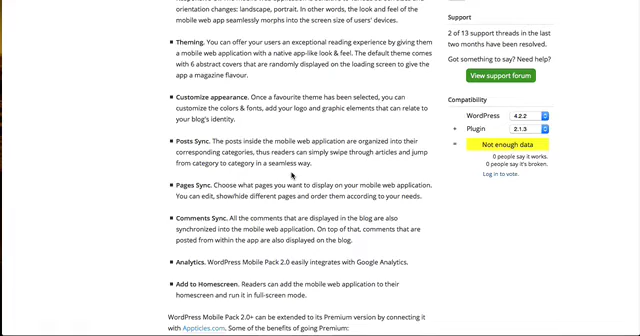 orientation changes: landscape, portrait. In other words, the look and feel of the
mobile web app seamlessly morphs into the screen size of users' devices.
Theming. You can offer your users an exceptional reading experience by giving them
a mobile web application with a native app-like look & feel. The default theme comes
with 6 abstract covers that are randomly displayed on the loading screen to give the
app a magazine flavour.
Customize appearance. Once a favourite theme has been selected, you can
customize the colors & fonts, add your logo and graphic elements that can relate to
your blog's identity.
Posts Sync. The posts inside the mobile web application are organized into their
corresponding categories, thus readers can simply swipe through articles and jump
from category to category in a seamless way.
Pages Sync. Choose what pages you want to display on your mobile web application.
You can edit, show/hide different pages and order them according to your needs.
Comments Sync. All the comments that are displayed in the blog are also
synchronized into the mobile web application. On top of that, comments that are
posted from within the app are also displayed on the blog.
Analytics. WordPress Mobile Pack 2.0 easily integrates with Google Analytics.
Add to Homescreen. Readers can add the mobile web application to their
homescreen and run it in full-screen mode.
WordPress Mobile Pack 2.0+ can be extended to its Premium version by connecting it
with Appticles.com. Some of the benefits of going Premium:
Support
2 of 13 support threads in the last
two months have been resolved.
Got something to say? Need help?
View support forum
Compatibility
WordPress 4.2.2
+ Plugin 2.1.3
= Not enough data
0 people say it works.
0 people say it's broken.
Log in to vote.